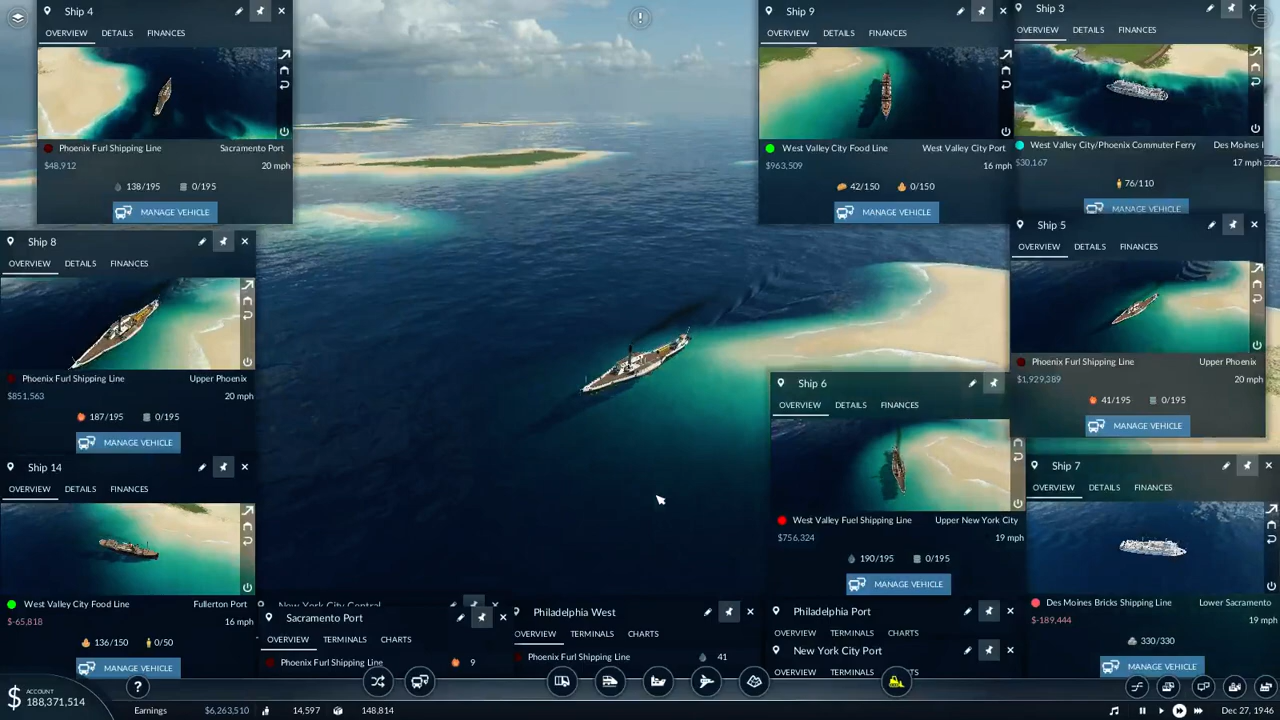 Ship 4
OVERVIEW DETAILS FINANCES
Phoenix Furl Shipping Line Sacramento Port
$48,912 20 mph
138/195 0/195
MANAGE VEHICLE
Ship 9
OVERVIEW DETAILS FINANCES
West Valley City Food Line West Valley City Port
$963,509 16 mph
42/150 0/150
MANAGE VEHICLE
Ship 3
OVERVIEW DETAILS FINANCES
West Valley City/Phoenix Commuter Ferry Des Moines
$30,167 17 mph
76/110
MANAGE VEHICLE
Ship 8
OVERVIEW DETAILS FINANCES
Phoenix Furl Shipping Line Upper Phoenix
$851,563 20 mph
187/195 0/195
MANAGE VEHICLE
Ship 5
OVERVIEW DETAILS FINANCES
Phoenix Furl Shipping Line Upper Phoenix
$1,929,389 20 mph
41/195 0/195
MANAGE VEHICLE
Ship 6
OVERVIEW DETAILS FINANCES
West Valley Fuel Shipping Line Upper New York City
$756,324 19 mph
190/195 0/195
MANAGE VEHICLE
Ship 14
OVERVIEW DETAILS FINANCES
West Valley City Food Line Fullerton Port
$-65,818 16 mph
136/150 0/50
MANAGE VEHICLE
Ship 7
OVERVIEW DETAILS FINANCES
Des Moines Bricks Shipping Line Lower Sacramento
$-189,444 19 mph
330/330
MANAGE VEHICLE
New York City Central
Sacramento Port
OVERVIEW TERMINALS CHARTS
Phoenix Furl Shipping Line 9
Philadelphia West
OVERVIEW TERMINALS CHARTS
Phoenix Furl Shipping Line 41
Philadelphia Port
OVERVIEW TERMINALS CHARTS
New York City Port
OVERVIEW TERMINALS CHARTS
$ ACCOUNT
188,371,514
?
Earnings $6,263,510 14,597 148,814
Dec 27, 1946